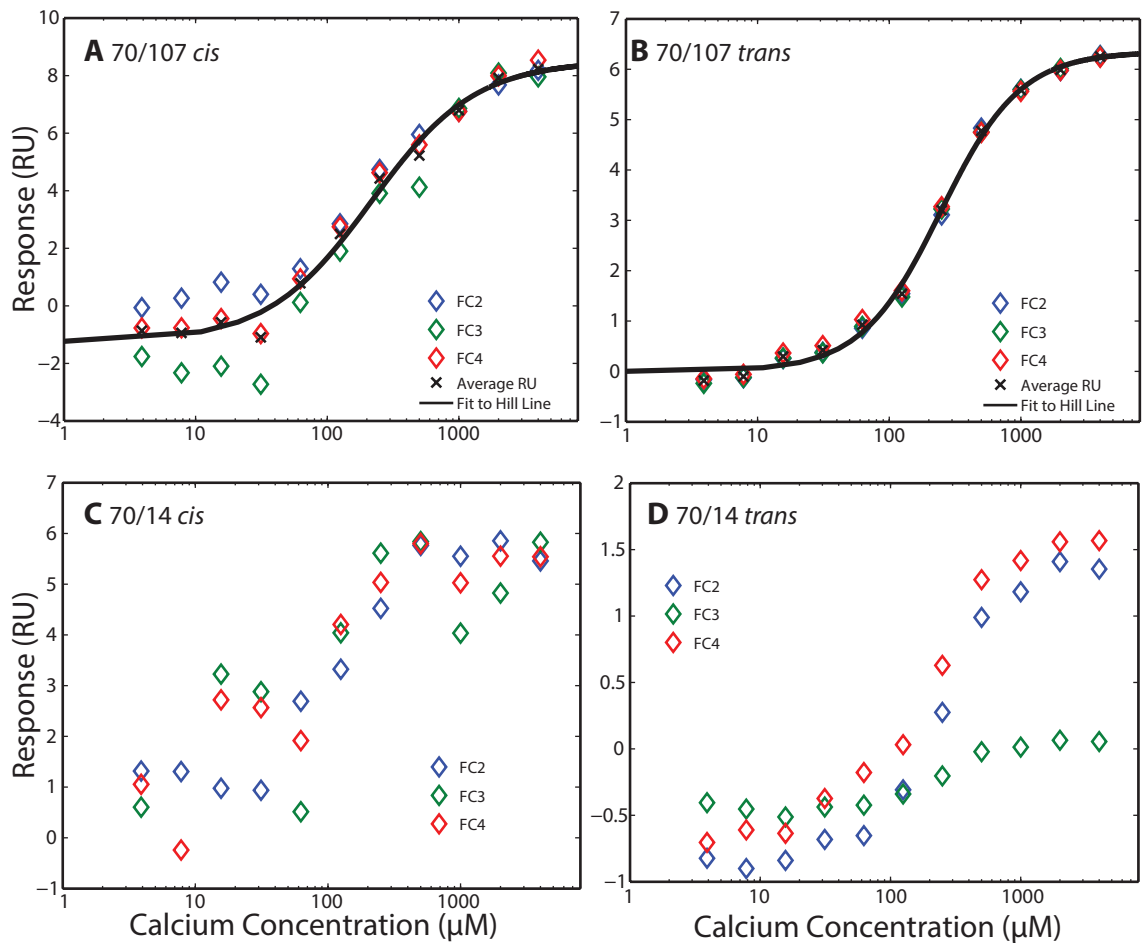 A 70/107 cis
Response (RU)
10
8
6
4
2
0
−2
−4
1
10
100
1000
FC2
FC3
FC4
Average RU
Fit to Hill Line
B 70/107 trans
7
6
5
4
3
2
1
0
−1
1
10
100
1000
FC2
FC3
FC4
Average RU
Fit to Hill Line
C 70/14 cis
Response (RU)
7
6
5
4
3
2
1
0
−1
1
10
100
1000
FC2
FC3
FC4
Calcium Concentration (µM)
D 70/14 trans
2
1.5
1
0.5
0
−0.5
−1
1
10
100
1000
FC2
FC3
FC4
Calcium Concentration (µM)